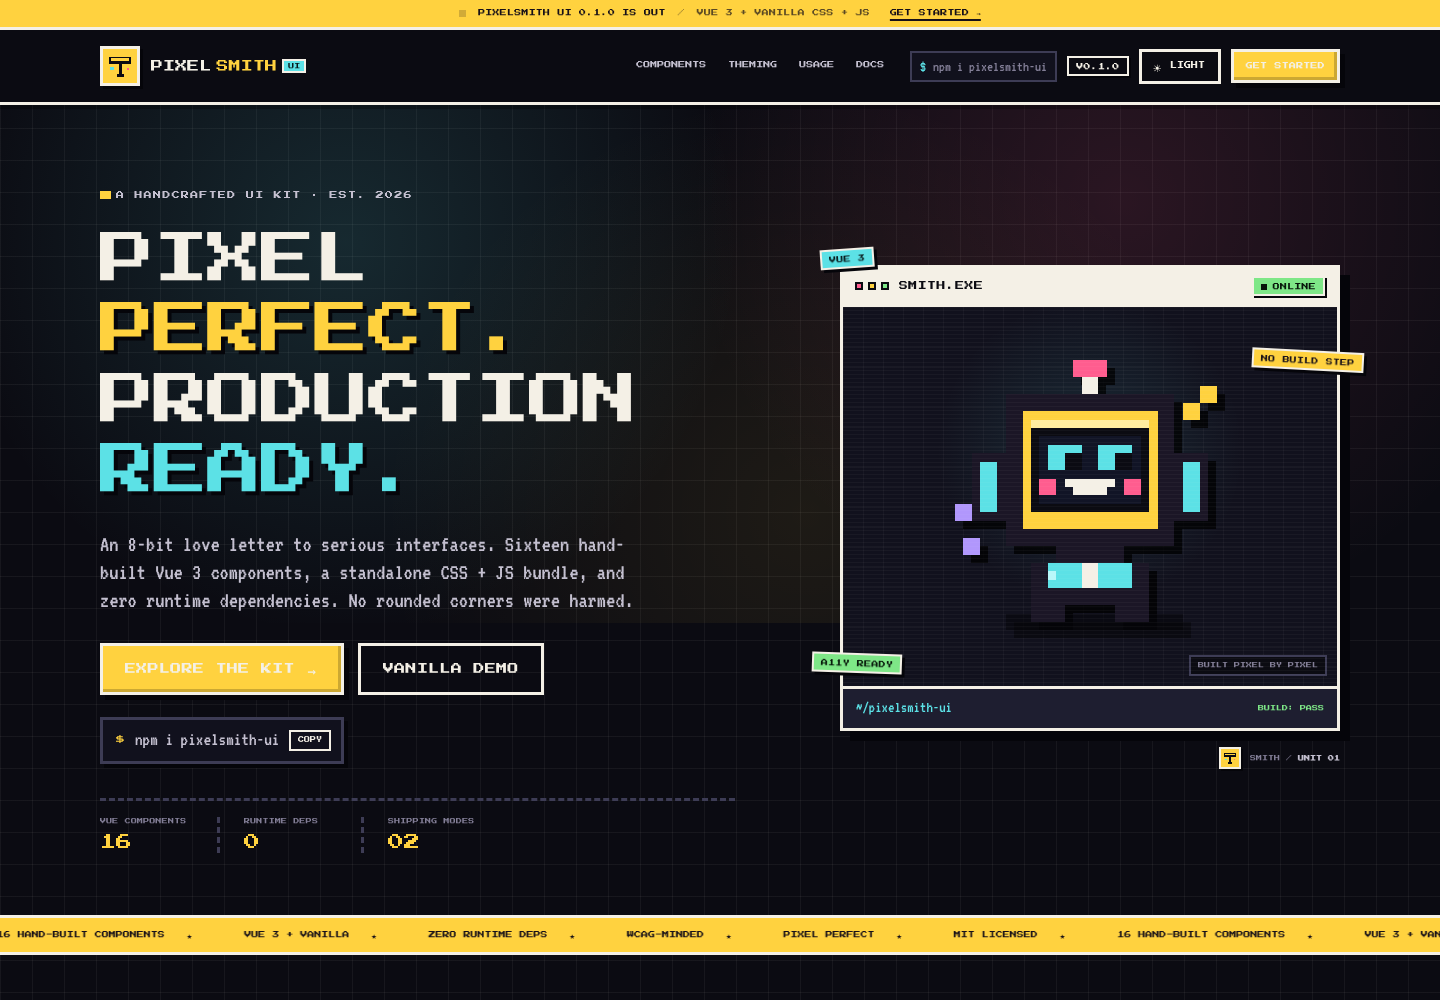 PIXELSMITH UI 0.1.0 IS OUT / VUE 3 + VANILLA CSS + JS GET STARTED →
PIXEL SMITH UI
COMPONENTS THEMING USAGE DOCS $ npm i pixelsmith-ui V0.1.0 ☀ LIGHT GET STARTED
A HANDCRAFTED UI KIT · EST. 2026
PIXEL
PERFECT.
PRODUCTION
READY.
An 8-bit love letter to serious interfaces. Sixteen hand-
built Vue 3 components, a standalone CSS + JS bundle, and
zero runtime dependencies. No rounded corners were harmed.
EXPLORE THE KIT → VANILLA DEMO
$ npm i pixelsmith-ui COPY
VUE COMPONENTS
16
RUNTIME DEPS
0
SHIPPING MODES
02
VUE 3
SMITH.EXE ONLINE
NO BUILD STEP
A11Y READY
BUILT PIXEL BY PIXEL
~/pixelsmith-ui BUILD: PASS
SMITH / UNIT 01
16 HAND-BUILT COMPONENTS ★ VUE 3 + VANILLA ★ ZERO RUNTIME DEPS ★ WCAG-MINDED ★ PIXEL PERFECT ★ MIT LICENSED ★ 16 HAND-BUILT COMPONENTS ★ VUE 3 + VAN